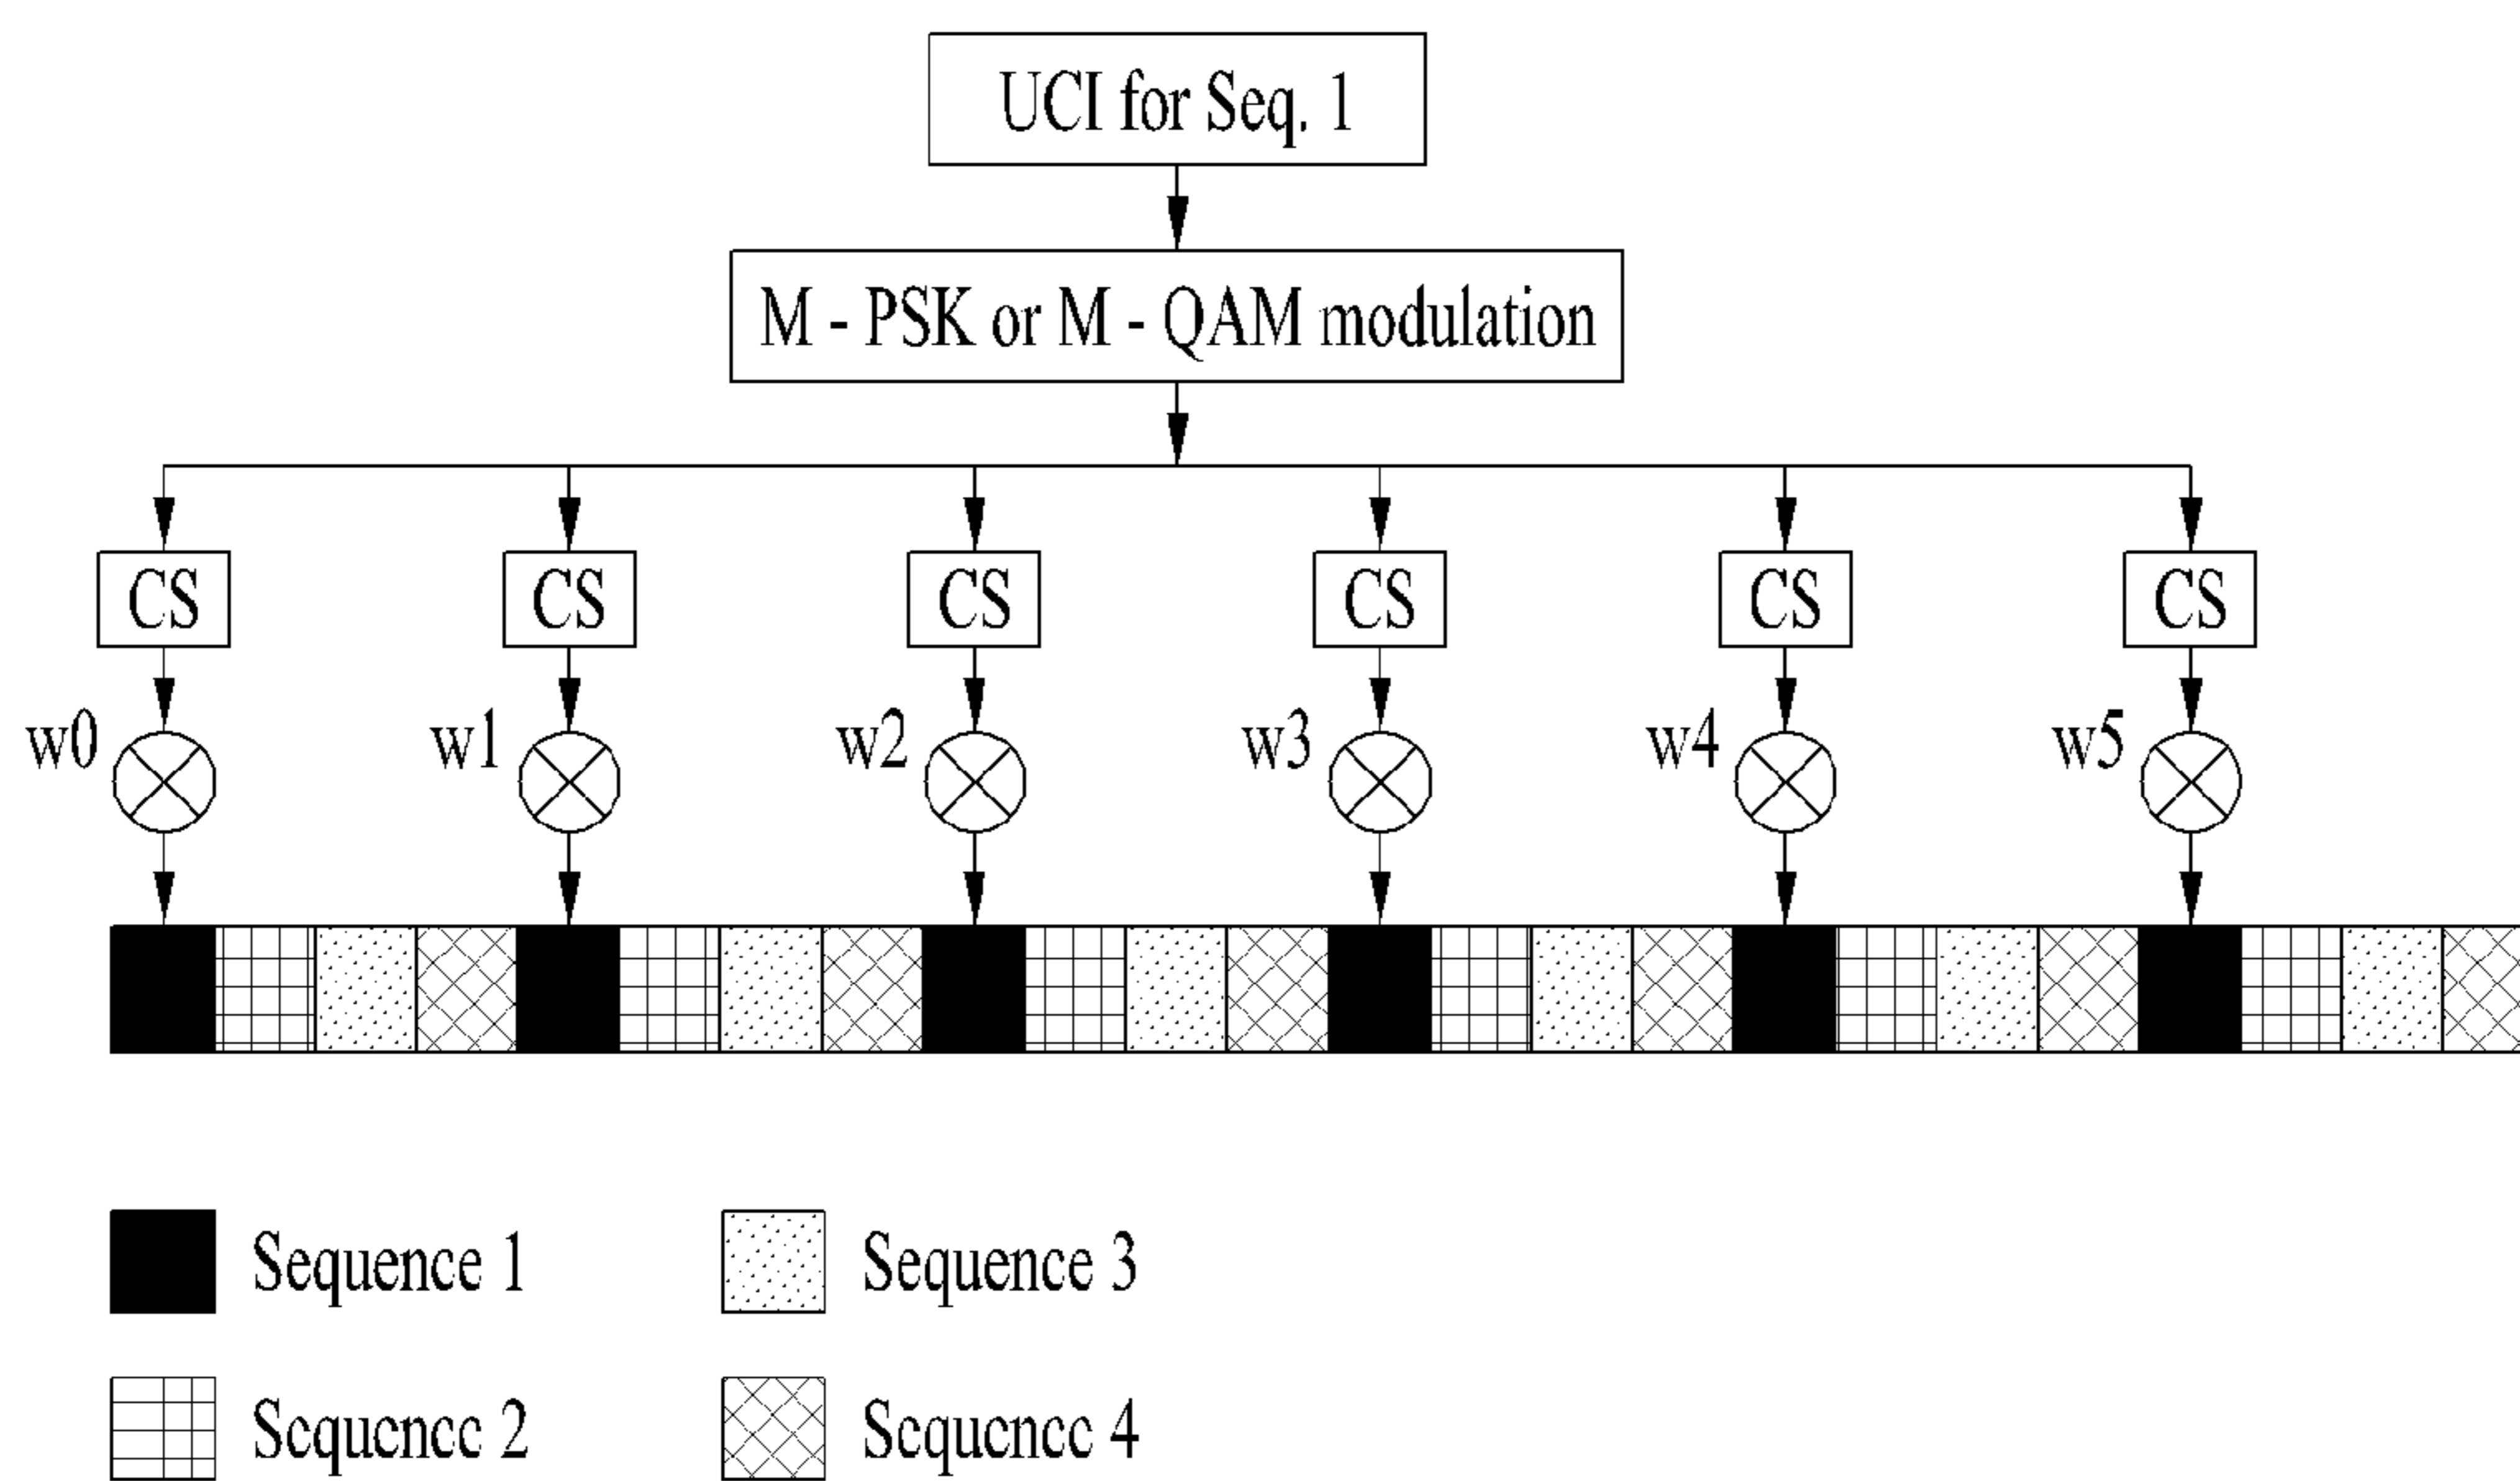 UCI for Seq. 1
M - PSK or M - QAM modulation
CS CS CS CS CS CS
w0 w1 w2 w3 w4 w5
Sequence 1 Sequence 3
Sequence 2 Sequence 4